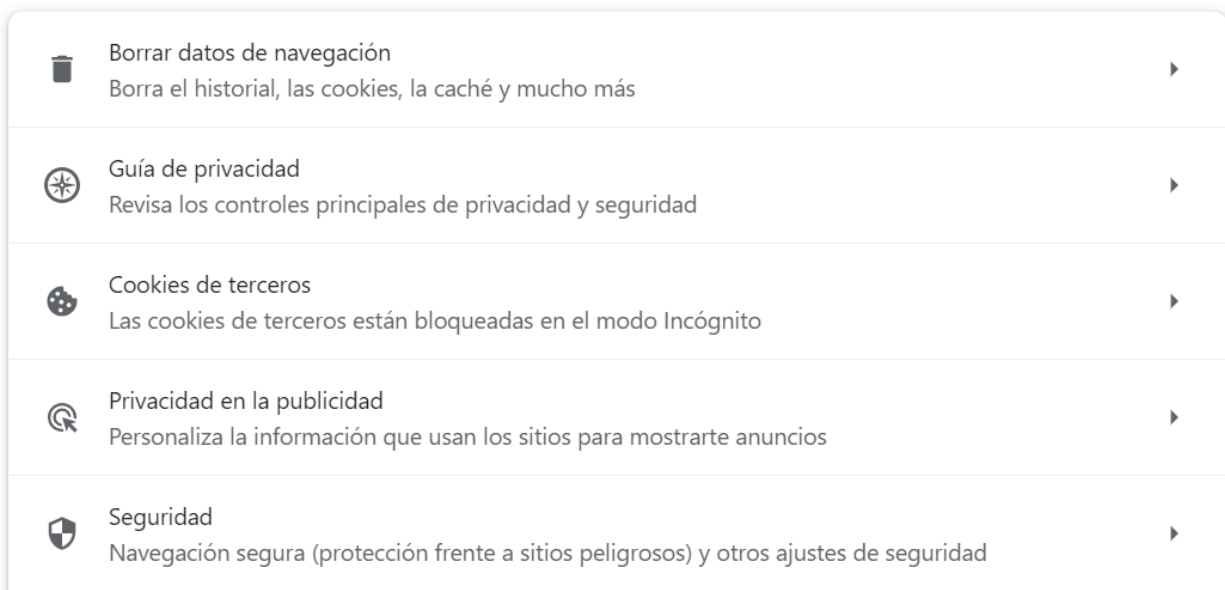 Borrar datos de navegación
Borra el historial, las cookies, la caché y mucho más
Guía de privacidad
Revisa los controles principales de privacidad y seguridad
Cookies de terceros
Las cookies de terceros están bloqueadas en el modo Incógnito
Privacidad en la publicidad
Personaliza la información que usan los sitios para mostrarte anuncios
Seguridad
Navegación segura (protección frente a sitios peligrosos) y otros ajustes de seguridad